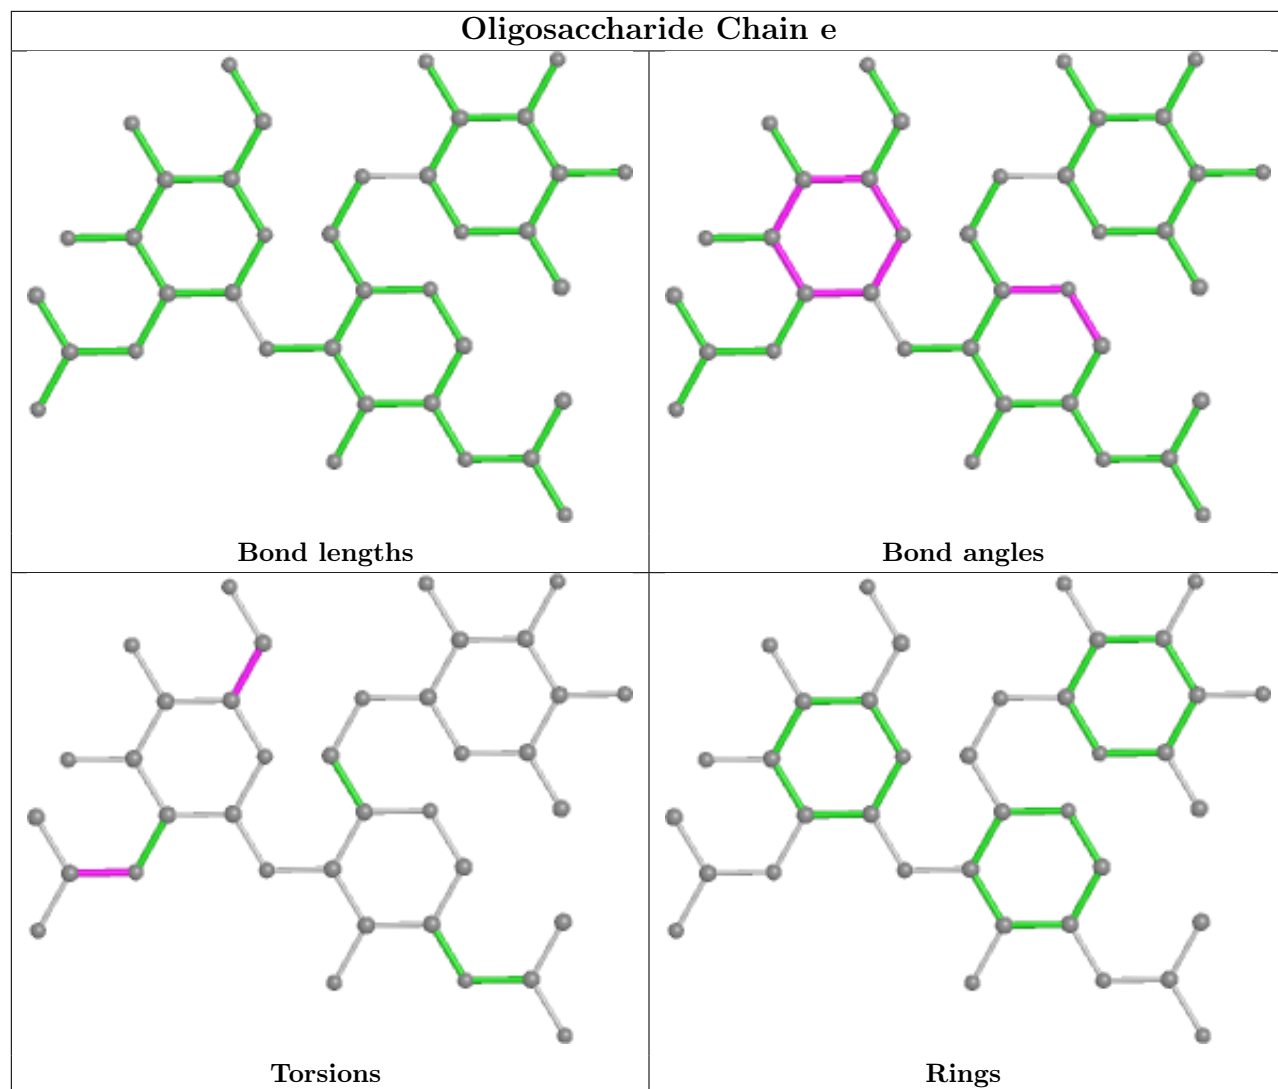 Oligosaccharide Chain e
Bond lengths
Bond angles
Torsions
Rings